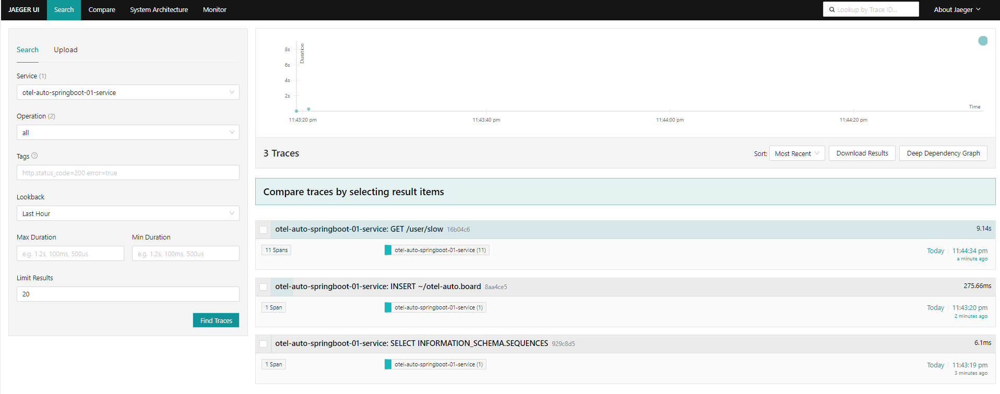 JAEGER UI Search Compare System Architecture Monitor Lookup by Trace ID... About Jaeger
Search Upload
Service (1)
otel-auto-springboot-01-service
Operation (2)
all
Tags
http.status_code=200 error=true
Lookback
Last Hour
Max Duration Min Duration
e.g. 1.2s, 100ms, 500us e.g. 1.2s, 100ms, 500us
Limit Results
20
Find Traces
Duration
8s
6s
4s
2s
Time
11:43:20 pm 11:43:40 pm 11:44:00 pm 11:44:20 pm
3 Traces Sort: Most Recent Download Results Deep Dependency Graph
Compare traces by selecting result items
otel-auto-springboot-01-service: GET /user/slow 16b04c6 9.14s
11 Spans otel-auto-springboot-01-service (11) Today 11:44:34 pm
a minute ago
otel-auto-springboot-01-service: INSERT ~/otel-auto.board 8aa4ce5 275.66ms
1 Span otel-auto-springboot-01-service (1) Today 11:43:20 pm
2 minutes ago
otel-auto-springboot-01-service: SELECT INFORMATION_SCHEMA.SEQUENCES 929c8d5 6.1ms
1 Span otel-auto-springboot-01-service (1) Today 11:43:19 pm
3 minutes ago